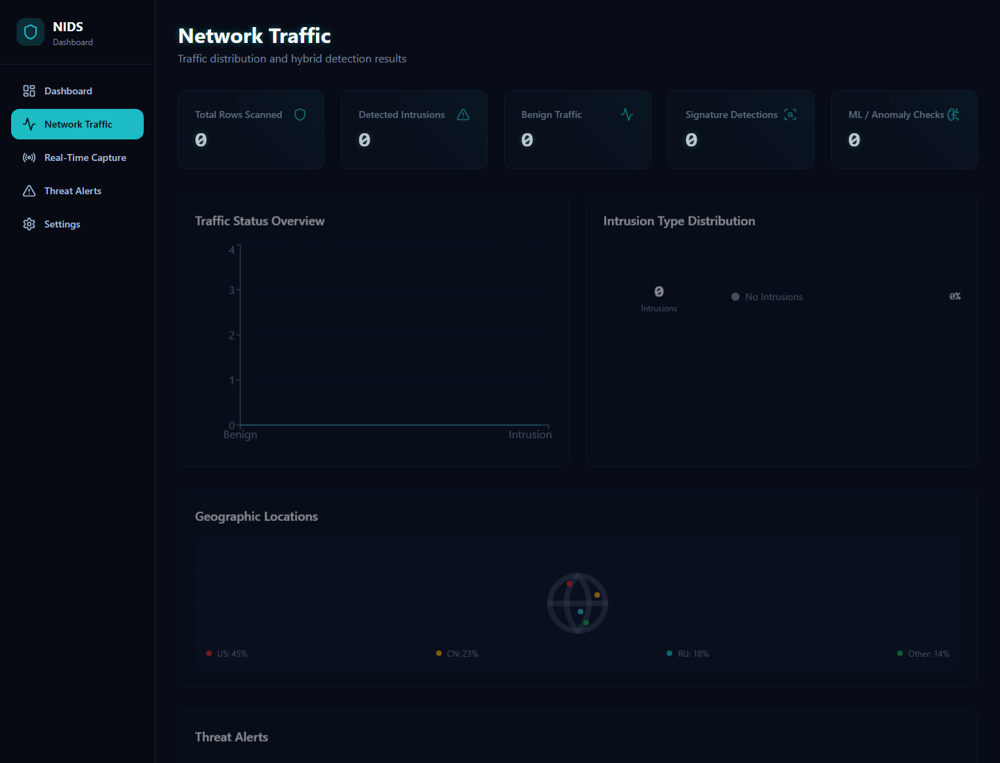 NIDS
Dashboard
Dashboard
Network Traffic
Real-Time Capture
Threat Alerts
Settings
Network Traffic
Traffic distribution and hybrid detection results
Total Rows Scanned
0
Detected Intrusions
0
Benign Traffic
0
Signature Detections
0
ML / Anomaly Checks
0
Traffic Status Overview
4
3
2
1
0
Benign Intrusion
Intrusion Type Distribution
0
Intrusions
No Intrusions 0%
Geographic Locations
US: 45% CN: 23% RU: 18% Other: 14%
Threat Alerts